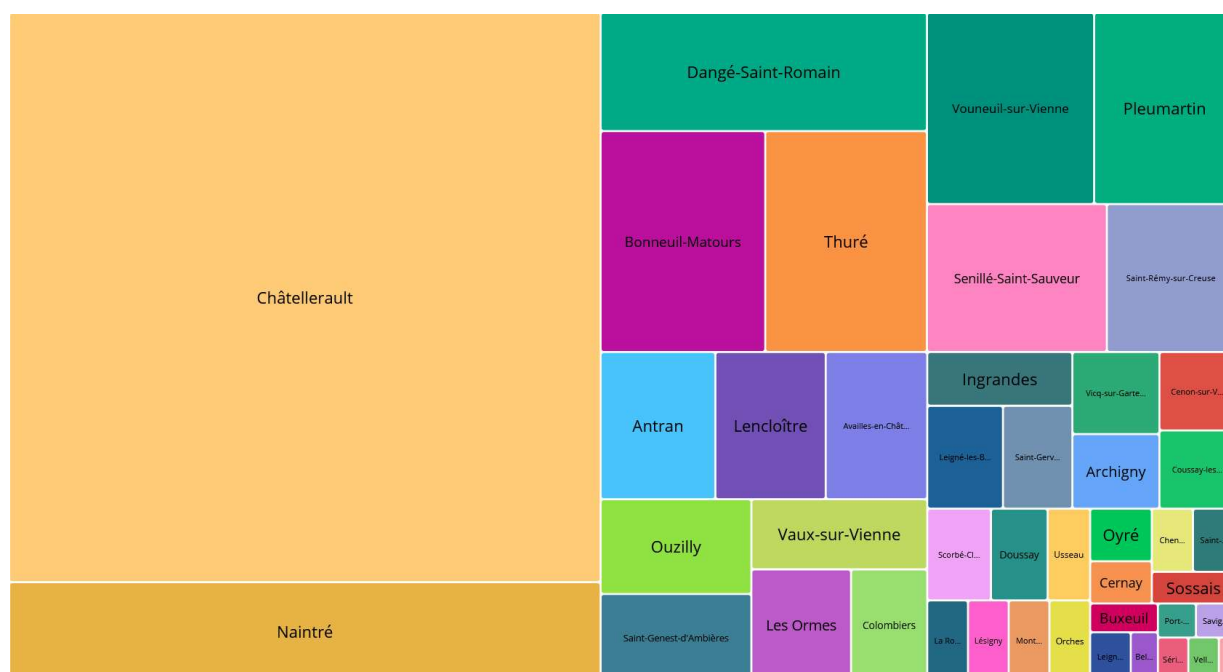 Châtellerault
Naintré
Dangé-Saint-Romain
Bonneuil-Matours
Thuré
Antran
Lencloître
Availles-en-Chât...
Ouzilly
Vaux-sur-Vienne
Saint-Genest-d'Ambières
Les Ormes
Colombiers
Vouneuil-sur-Vienne
Pleumartin
Senillé-Saint-Sauveur
Saint-Rémy-sur-Creuse
Ingrandes
Vicq-sur-Garte...
Cenon-sur-V...
Leigné-les-B...
Saint-Gerv...
Archigny
Coussay-les...
Scorbé-Cl...
Doussay
Usseau
Oyré
Chen...
Saint-...
Cernay
Sossais
La Ro...
Lésigny
Mont...
Orches
Buxeuil
Port-...
Savig...
Leign...
Bel...
Séri...
Vell...